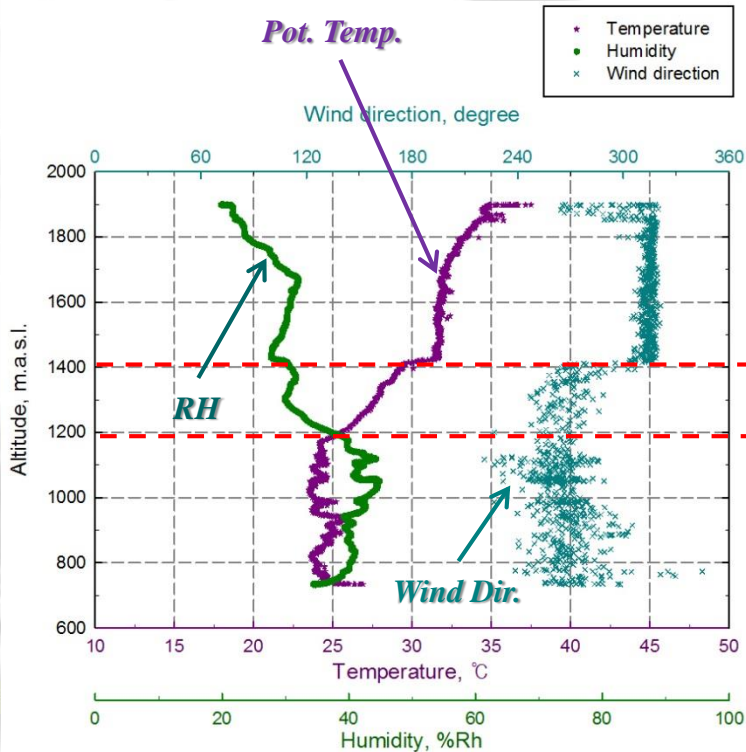 Pot. Temp.
Temperature
Humidity
Wind direction
Wind direction, degree
0 60 120 180 240 300 360
2000
1800
1600
1400
1200
1000
800
600
Altitude, m.a.s.l.
RH
Wind Dir.
10 15 20 25 30 35 40 45 50
Temperature, ℃
0 20 40 60 80 100
Humidity, %Rh